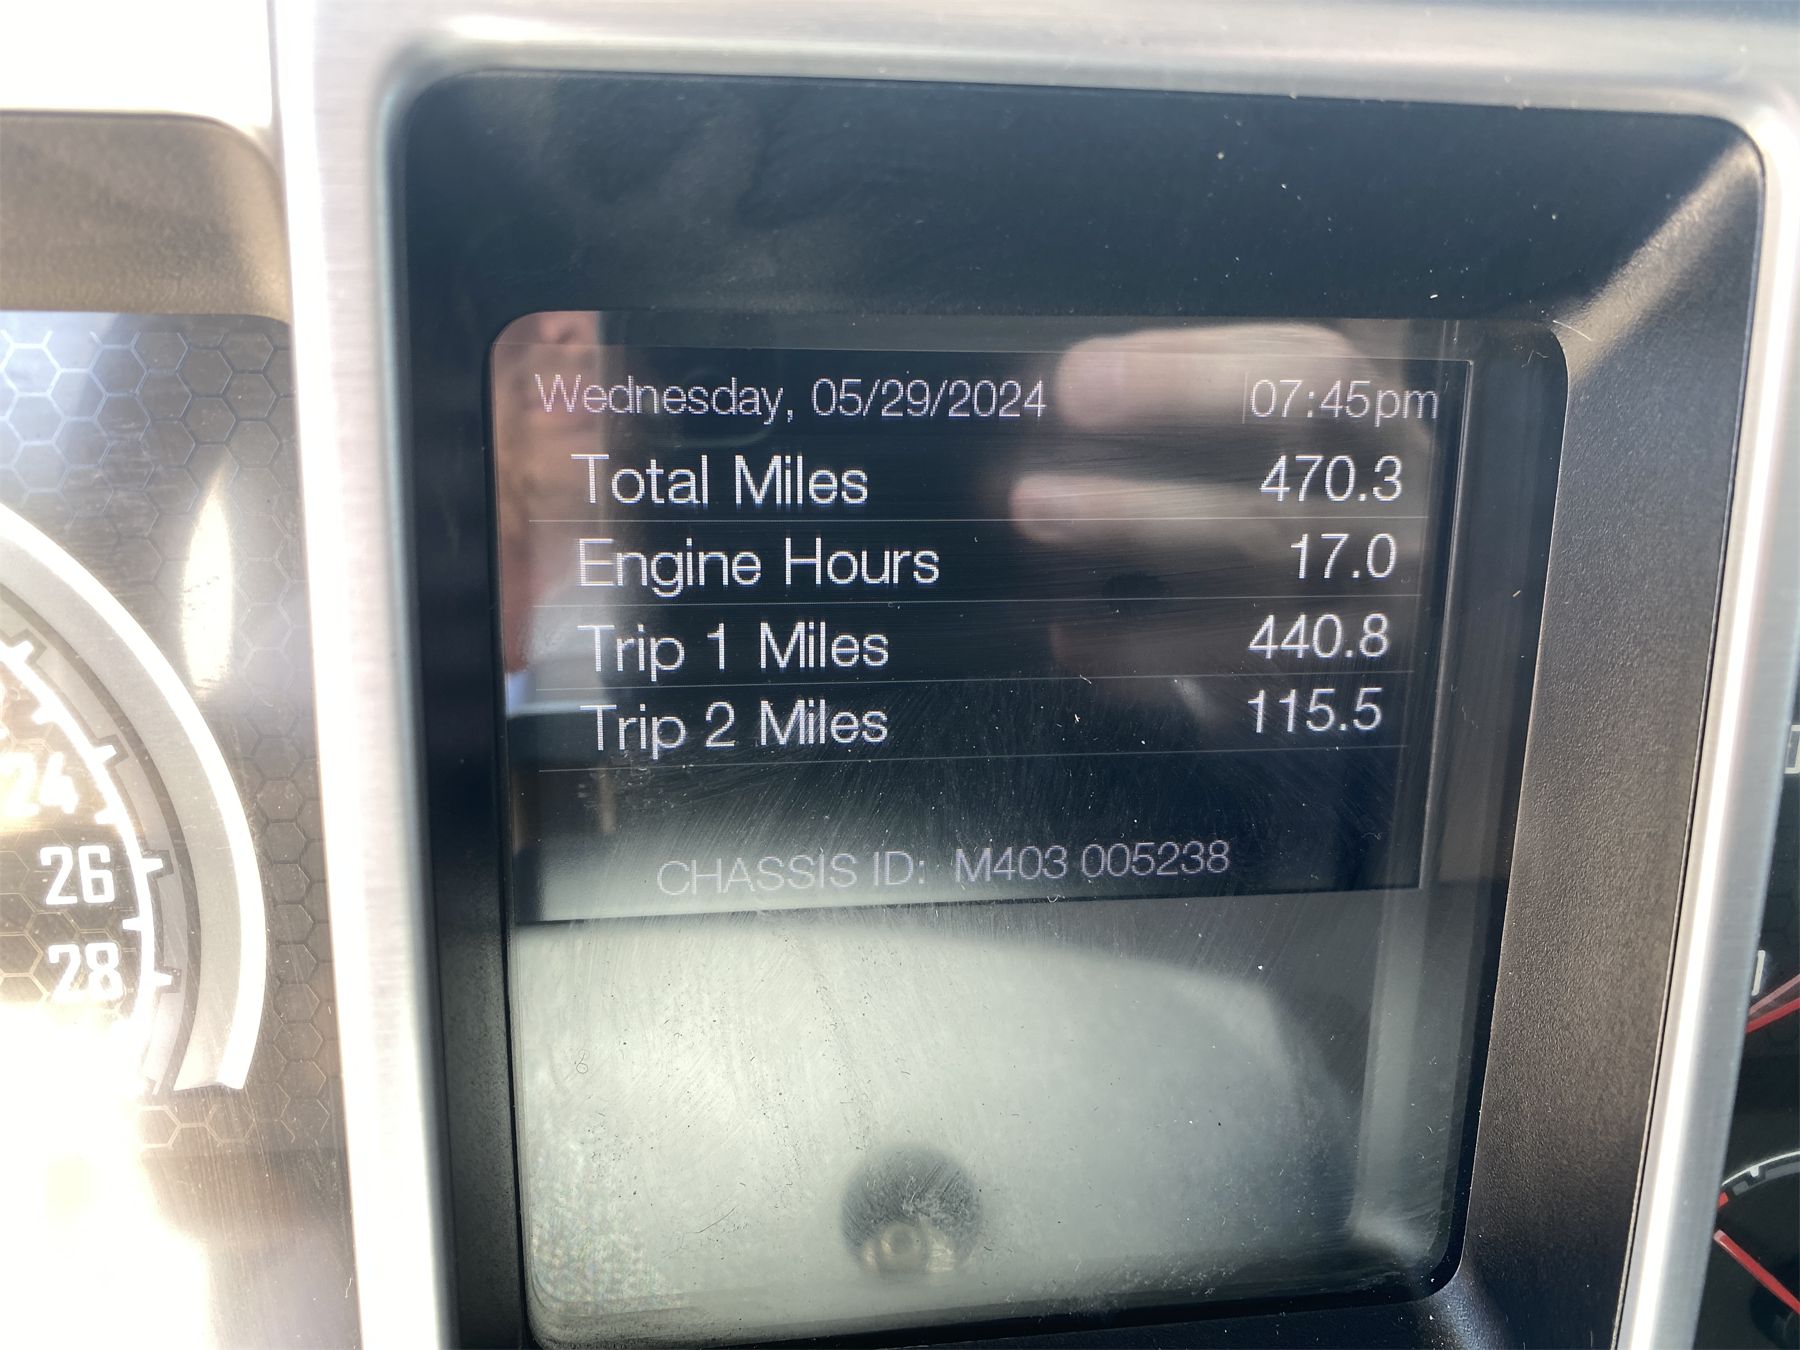 Wednesday, 05/29/2024 07:45pm
Total Miles 470.3
Engine Hours 17.0
Trip 1 Miles 440.8
Trip 2 Miles 115.5
CHASSIS ID: M403 005238
24
26
28